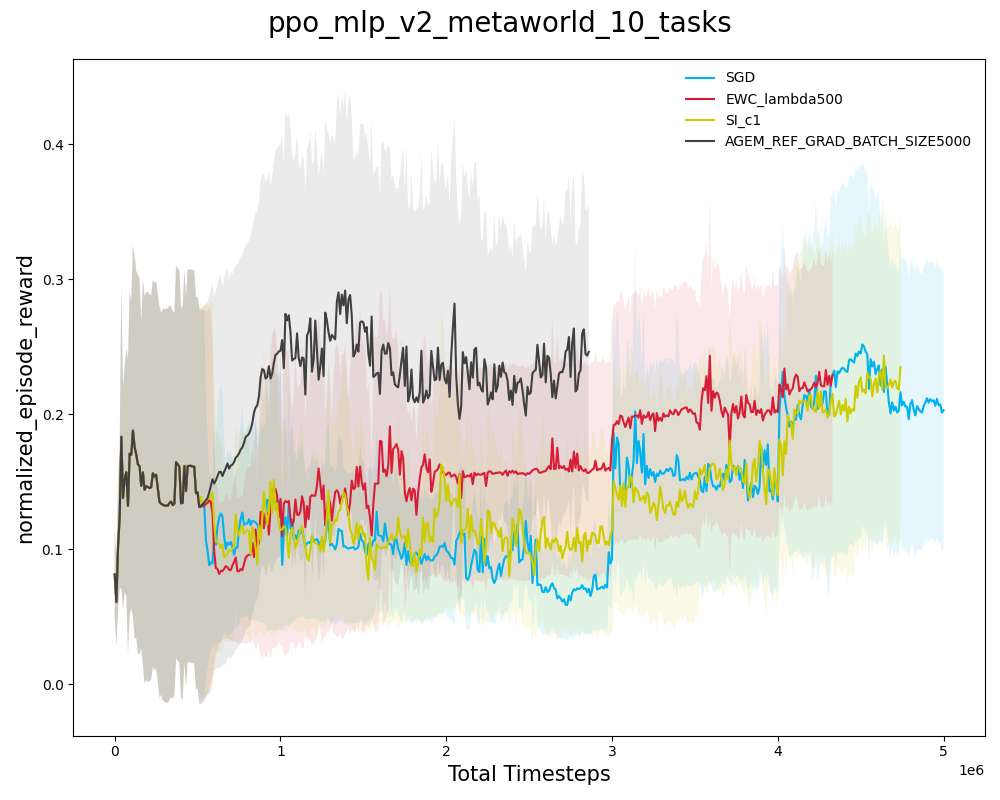 ppo_mlp_v2_metaworld_10_tasks
SGD
EWC_lambda500
SI_c1
AGEM_REF_GRAD_BATCH_SIZE5000
normalized_episode_reward
0.4
0.3
0.2
0.1
0.0
0 1 2 3 4 5
1e6
Total Timesteps